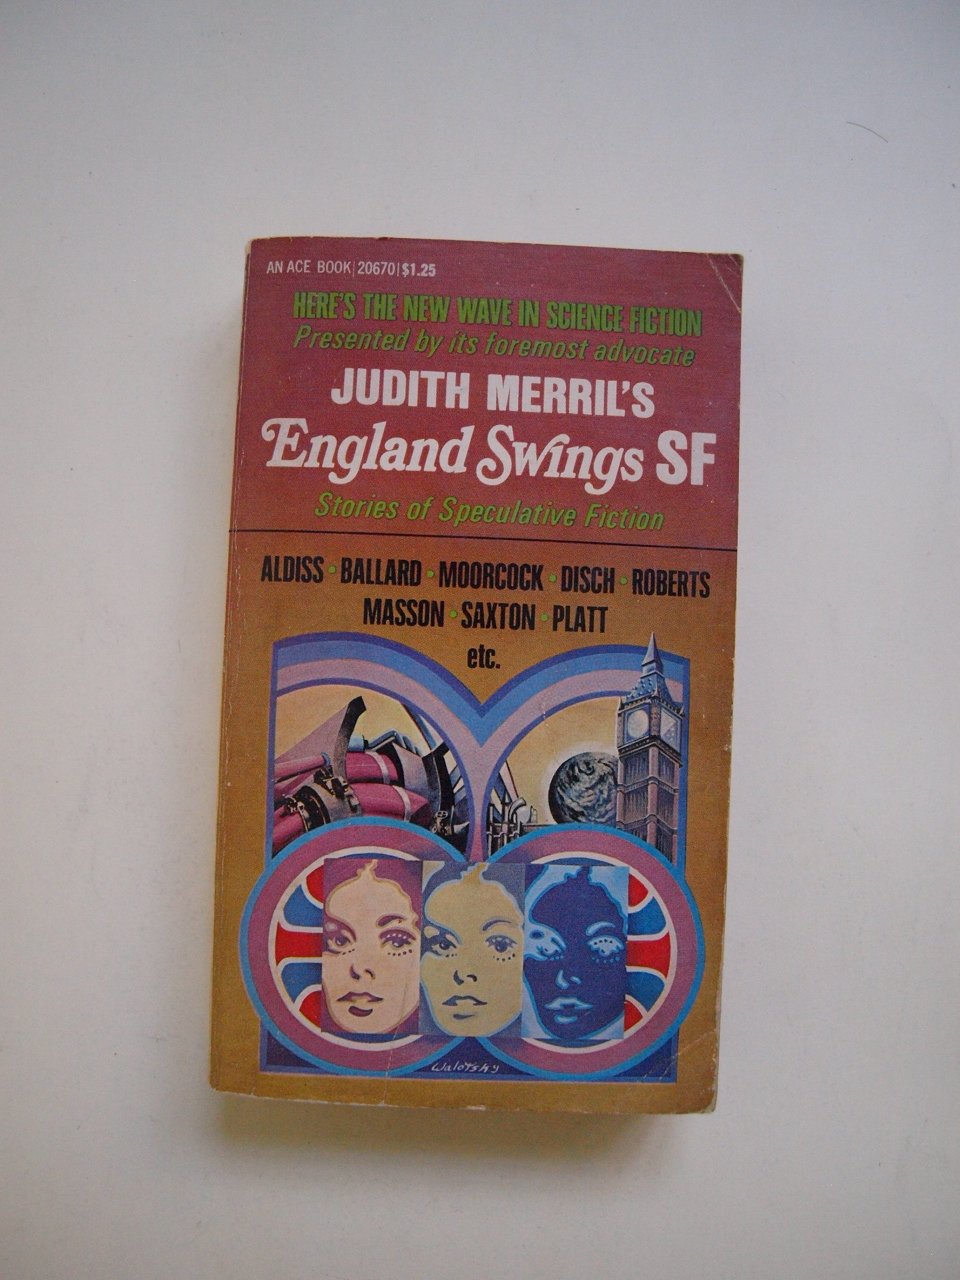 AN ACE BOOK | 20670 | $1.25
HERE'S THE NEW WAVE IN SCIENCE FICTION
Presented by its foremost advocate
JUDITH MERRIL'S
England Swings SF
Stories of Speculative Fiction
ALDISS • BALLARD • MOORCOCK • DISCH • ROBERTS
MASSON • SAXTON • PLATT
etc.
Walotsky